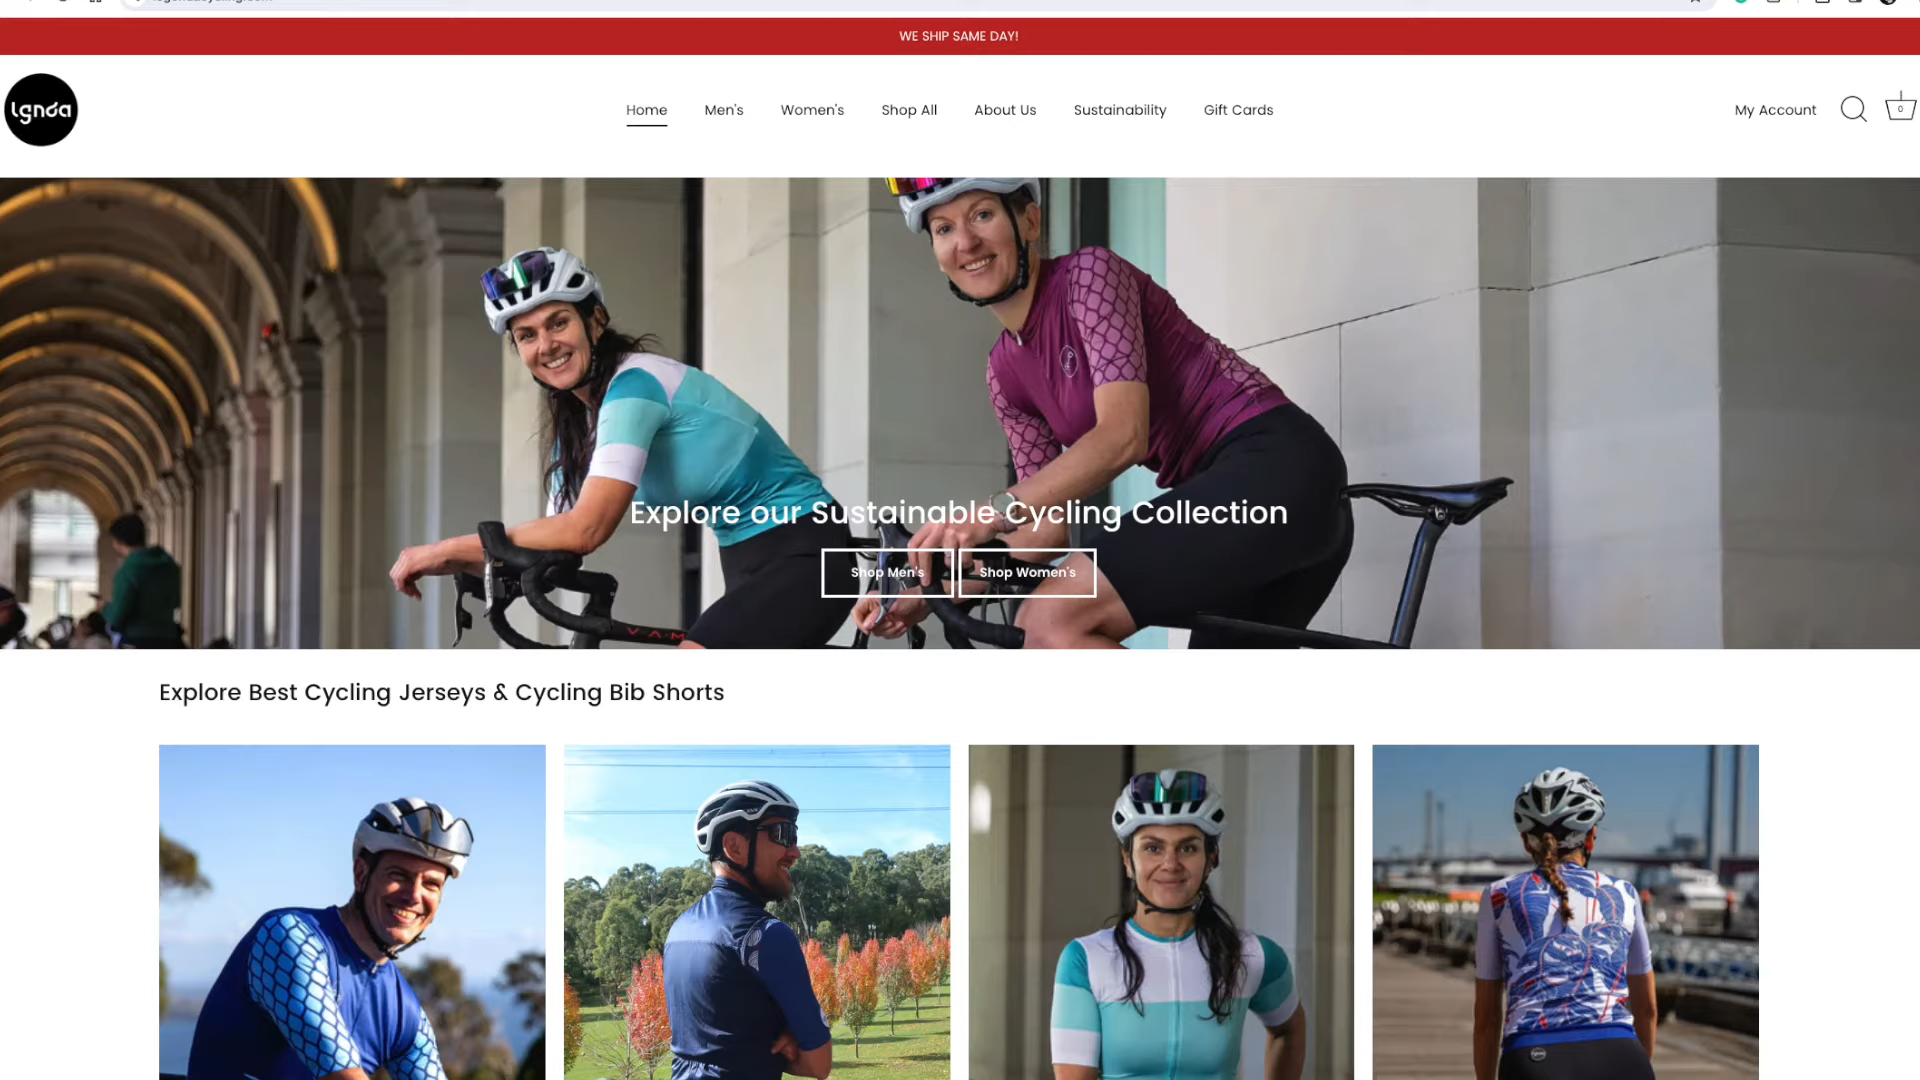 WE SHIP SAME DAY!
lgnda
Home
Men's
Women's
Shop All
About Us
Sustainability
Gift Cards
My Account
0
Explore our Sustainable Cycling Collection
Shop Men's
Shop Women's
VAM
Explore Best Cycling Jerseys & Cycling Bib Shorts